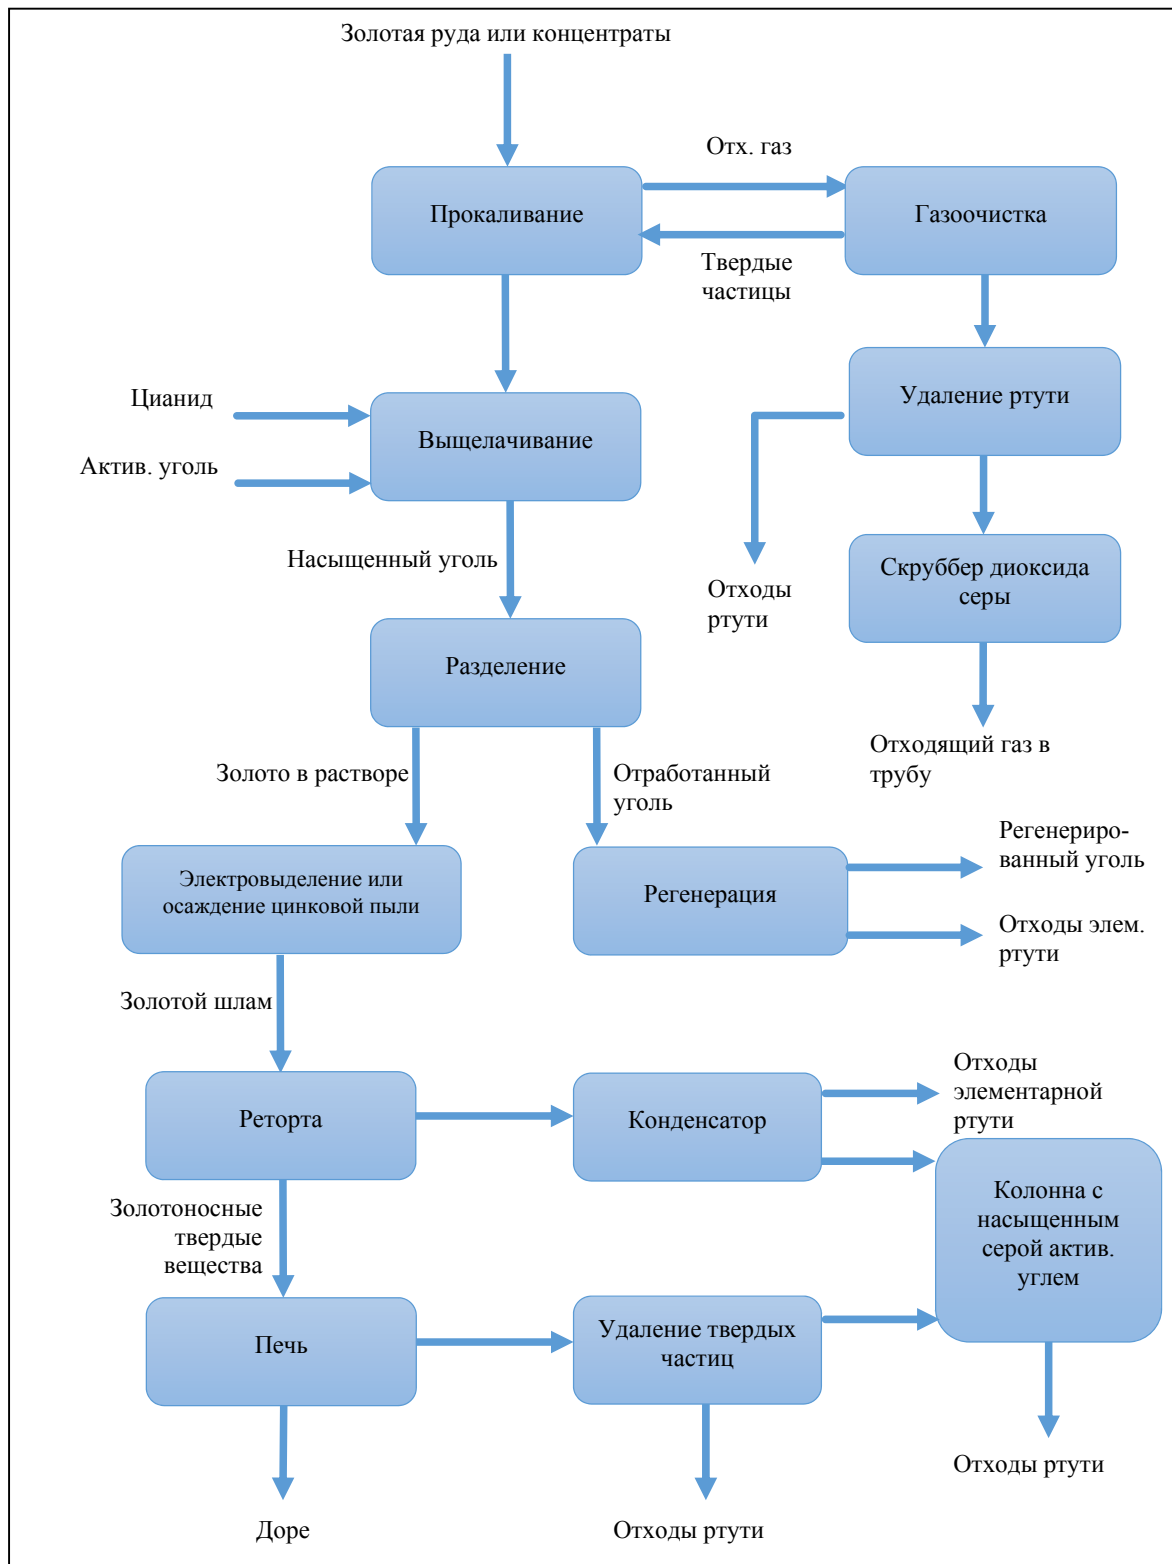 Золотая руда или концентраты
Отх. газ
Прокаливание
Газоочистка
Твердые
частицы
Удаление ртути
Цианид
Выщелачивание
Актив. уголь
Насыщенный уголь
Скруббер диоксида
серы
Отходы
ртути
Разделение
Отходящий газ в
трубу
Золото в растворе
Отработанный
уголь
Регенериро-
ванный уголь
Электровыделение или
осаждение цинковой пыли
Регенерация
Отходы элем.
ртути
Золотой шлам
Отходы
элементарной
ртути
Реторта
Конденсатор
Колонна с
насыщенным
серой актив.
углем
Золотоносные
твердые
вещества
Печь
Удаление твердых
частиц
Отходы ртути
Доре
Отходы ртути